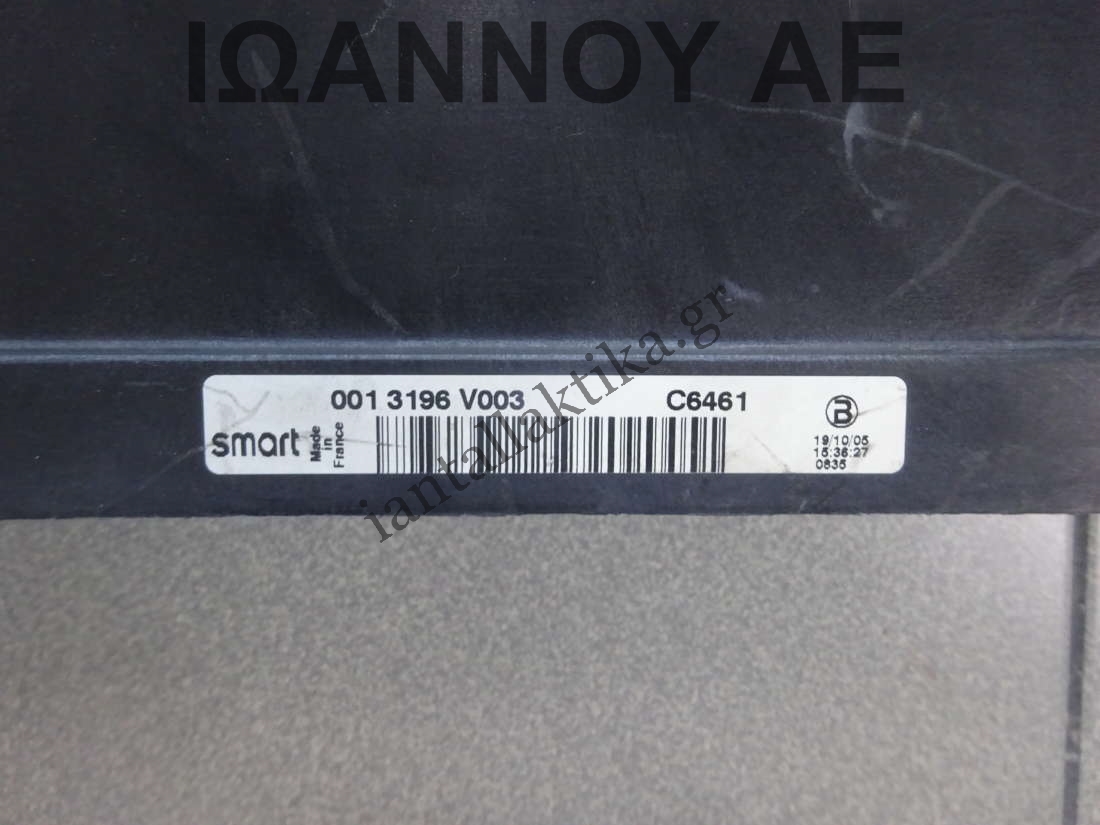 ΙΩΑΝΝΟΥ ΑΕ
001 3196 V003 C6461
smart
Made
in
France
B
19/10/05
15:36:27
0835
iantallaktika.gr